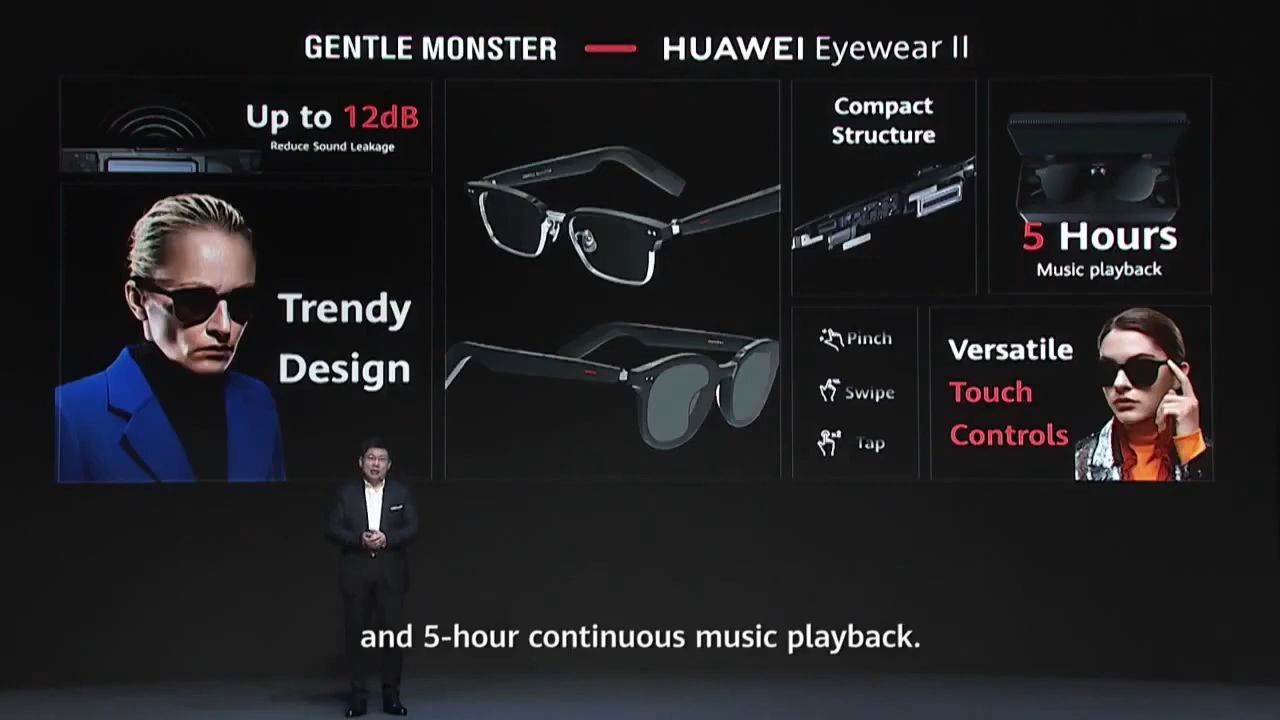 GENTLE MONSTER — HUAWEI Eyewear II
Up to 12dB
Reduce Sound Leakage
Trendy
Design
Compact
Structure
5 Hours
Music playback
Pinch
Swipe
Tap
Versatile
Touch
Controls
and 5-hour continuous music playback.